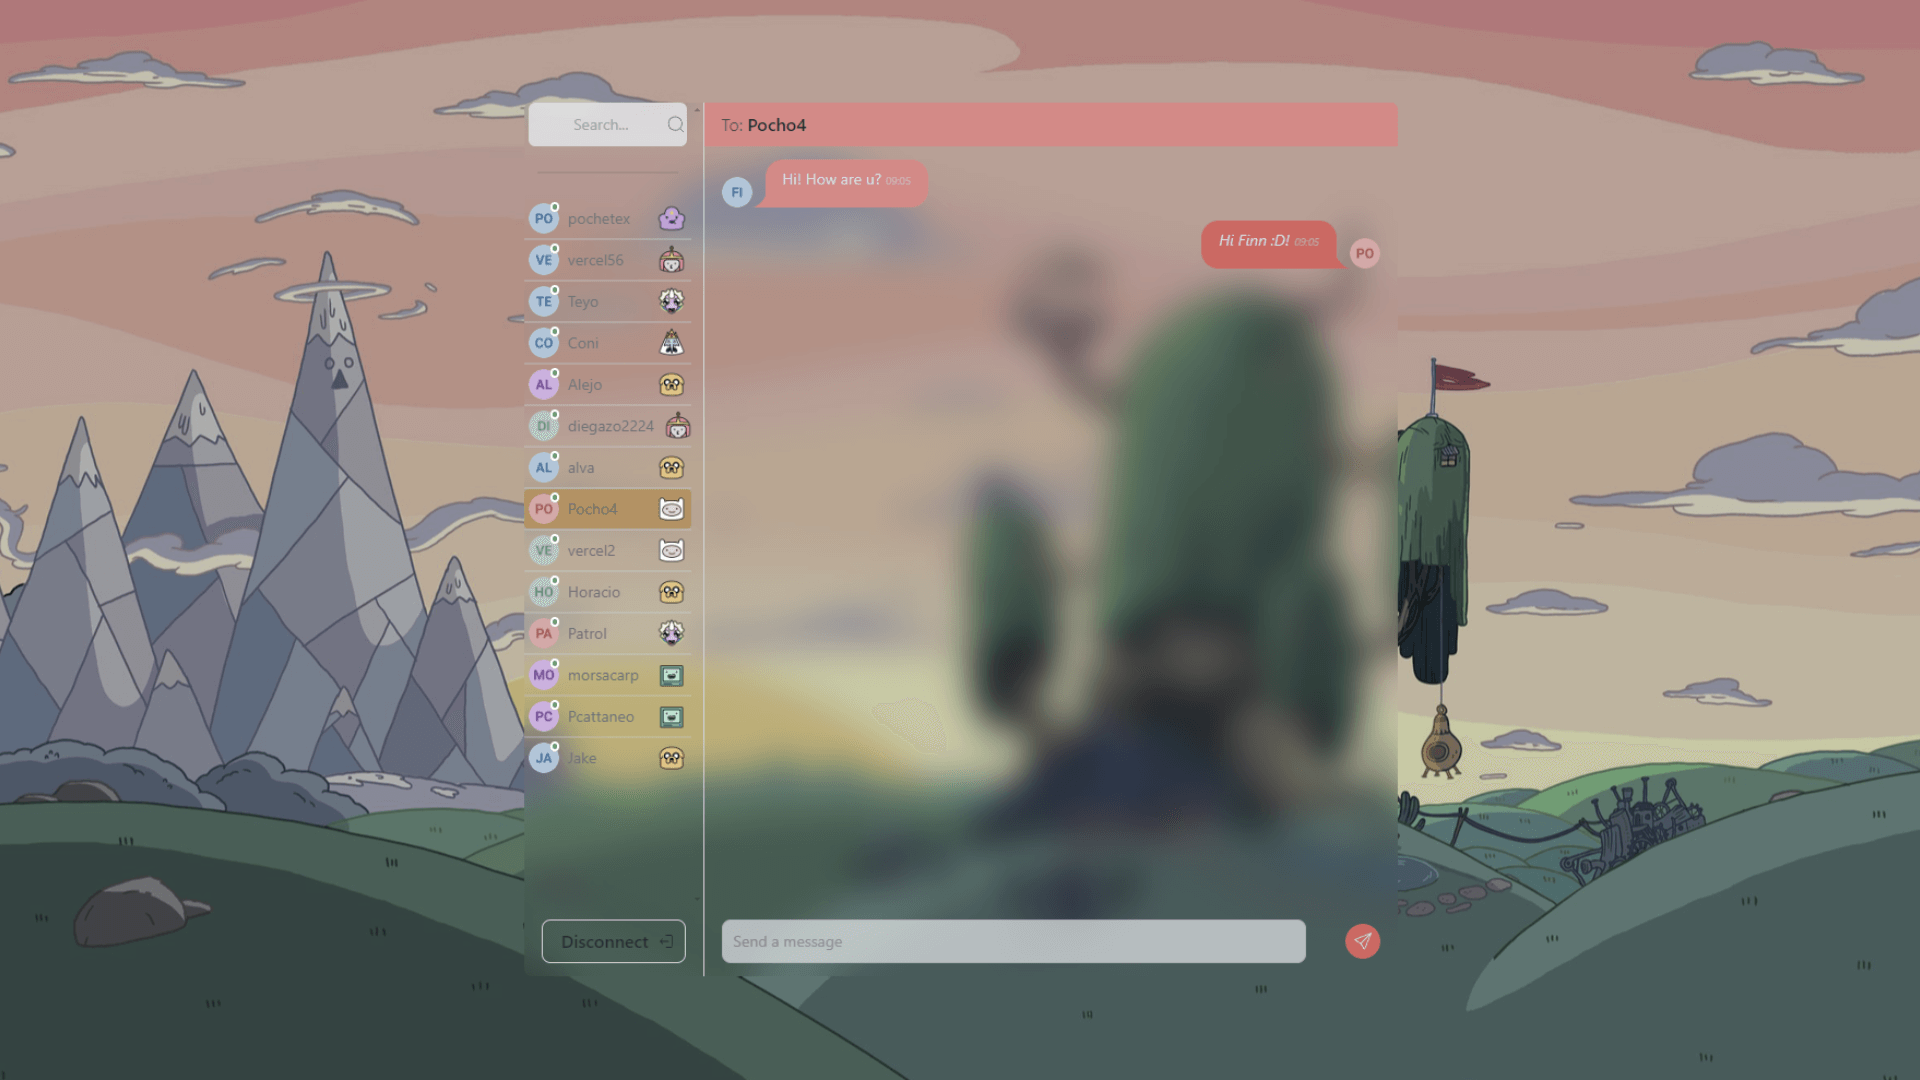 Search...
PO pochetex
VE vercel56
TE Teyo
CO Coni
AL Alejo
DI diegazo2224
AL alva
PO Pocho4
VE vercel2
HO Horacio
PA Patrol
MO morsacarp
PC Pcattaneo
JA Jake
Disconnect
To: Pocho4
FI
Hi! How are u? 09:05
Hi Finn :D! 09:05
PO
Send a message